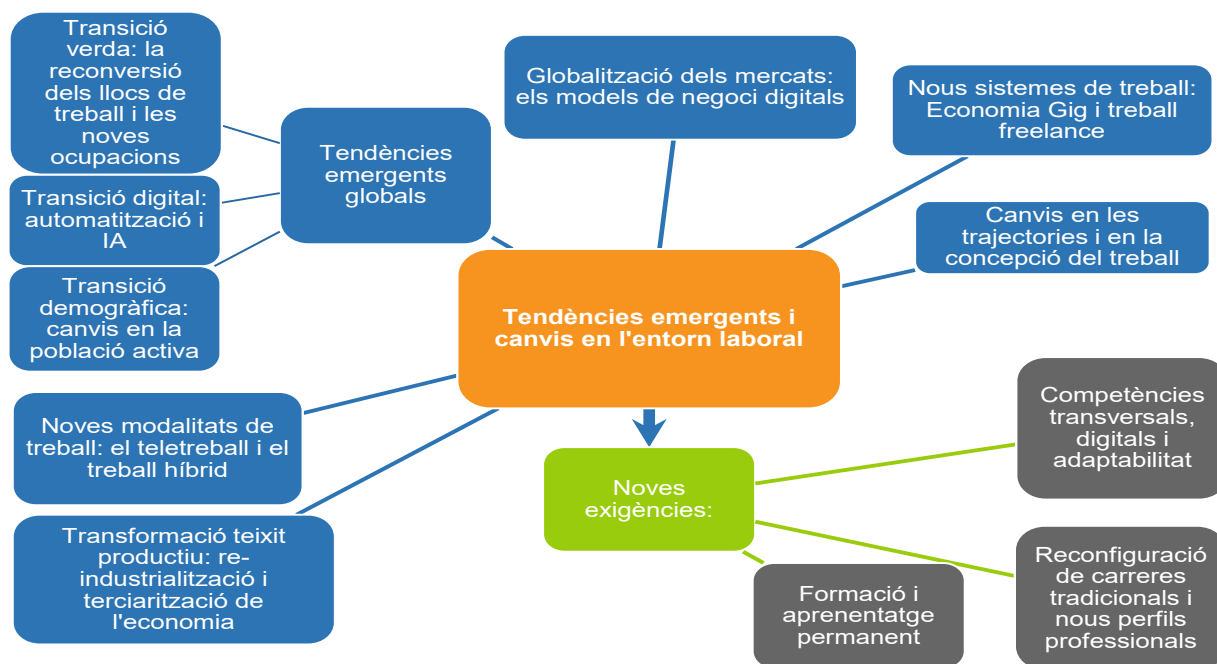 Transició
verda: la
reconversió
dels llocs de
treball i les
noves
ocupacions
Transició digital:
automatització i
IA
Transició
demogràfica:
canvis en la
població activa
Tendències
emergents
globals
Globalització dels mercats:
els models de negoci digitals
Nous sistemes de treball:
Economia Gig i treball
freelance
Canvis en les
trajectories i en la
concepció del treball
Tendències emergents i
canvis en l'entorn laboral
Noves modalitats de
treball: el teletreball i el
treball híbrid
Transformació teixit
productiu: re-
industrialització i
terciarització de
l'economia
Noves
exigències:
Competències
transversals,
digitals i
adaptabilitat
Reconfiguració
de carreres
tradicionals i
nous perfils
professionals
Formació i
aprenentatge
permanent